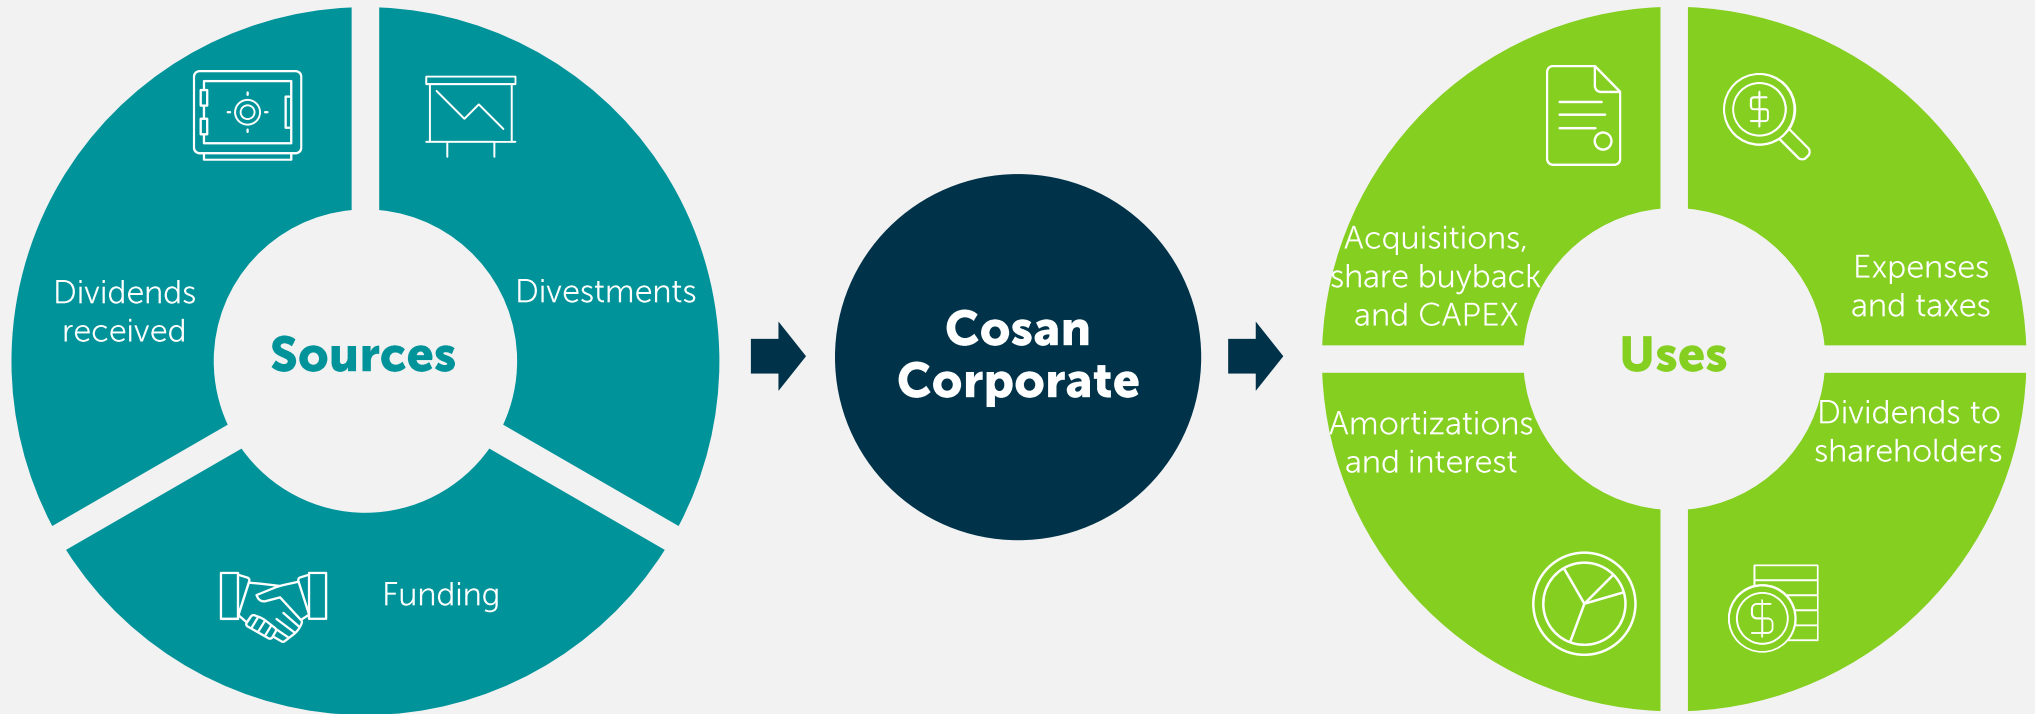 Dividends
received
Divestments
Sources
Funding
Cosan
Corporate
Acquisitions,
share buyback
and CAPEX
Expenses
and taxes
Uses
Amortizations
and interest
Dividends to
shareholders